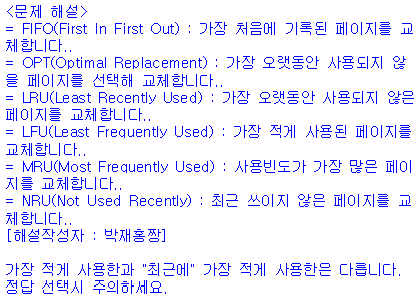 <문제 해설>
= FIFO(First In First Out) : 가장 처음에 기록된 페이지를 교
체합니다..
= OPT(Optimal Replacement) : 가장 오랫동안 사용되지 않
을 페이지를 선택해 교체합니다..
= LRU(Least Recently Used) : 가장 오랫동안 사용되지 않은
페이지를 교체합니다..
= LFU(Least Frequently Used) : 가장 적게 사용된 페이지를
교체합니다..
= MRU(Most Frequently Used) : 사용빈도가 가장 많은 페이
지를 교체합니다..
= NRU(Not Used Recently) : 최근 쓰이지 않은 페이지를 교
체합니다..
[해설작성자 : 박재홍짱]

가장 적게 사용한과 "최근에" 가장 적게 사용한은 다릅니다.
정답 선택시 주의하세요.